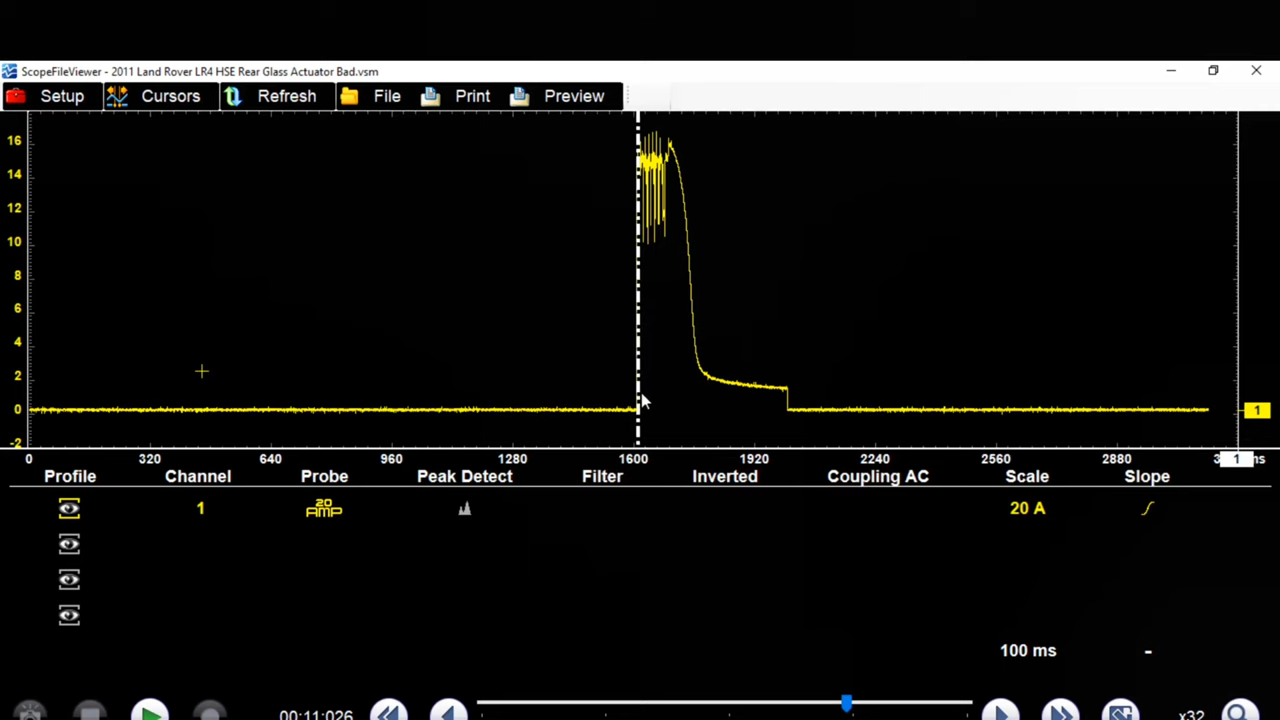 ScopeFileViewer - 2011 Land Rover LR4 HSE Rear Glass Actuator Bad.vsm
Setup Cursors Refresh File Print Preview
16
14
12
10
8
6
4
2
0
-2
1
0 320 640 960 1280 1600 1920 2240 2560 2880 1 ms
Profile Channel Probe Peak Detect Filter Inverted Coupling AC Scale Slope
1 20 AMP 20 A
100 ms -
00:11:026 x32